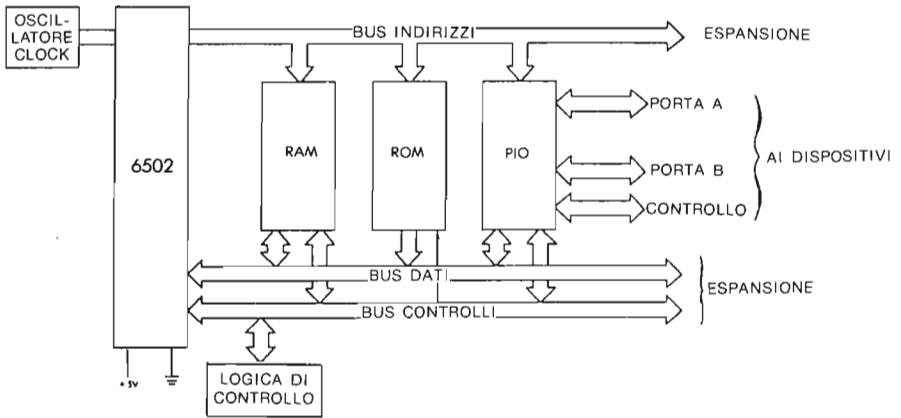 OSCIL-
LATORE
CLOCK
BUS INDIRIZZI
ESPANSIONE
6502
RAM
ROM
PIO
PORTA A
PORTA B
CONTROLLO
AI DISPOSITIVI
BUS DATI
BUS CONTROLLI
ESPANSIONE
+5V
LOGICA DI
CONTROLLO